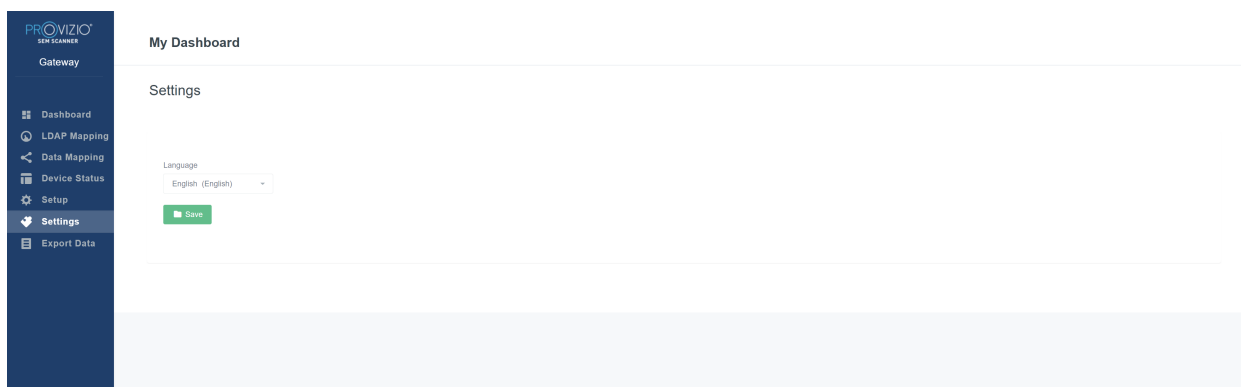 PROVIZIO®
SEM SCANNER
Gateway
Dashboard
LDAP Mapping
Data Mapping
Device Status
Setup
Settings
Export Data
My Dashboard
Settings
Language
English (English)
Save